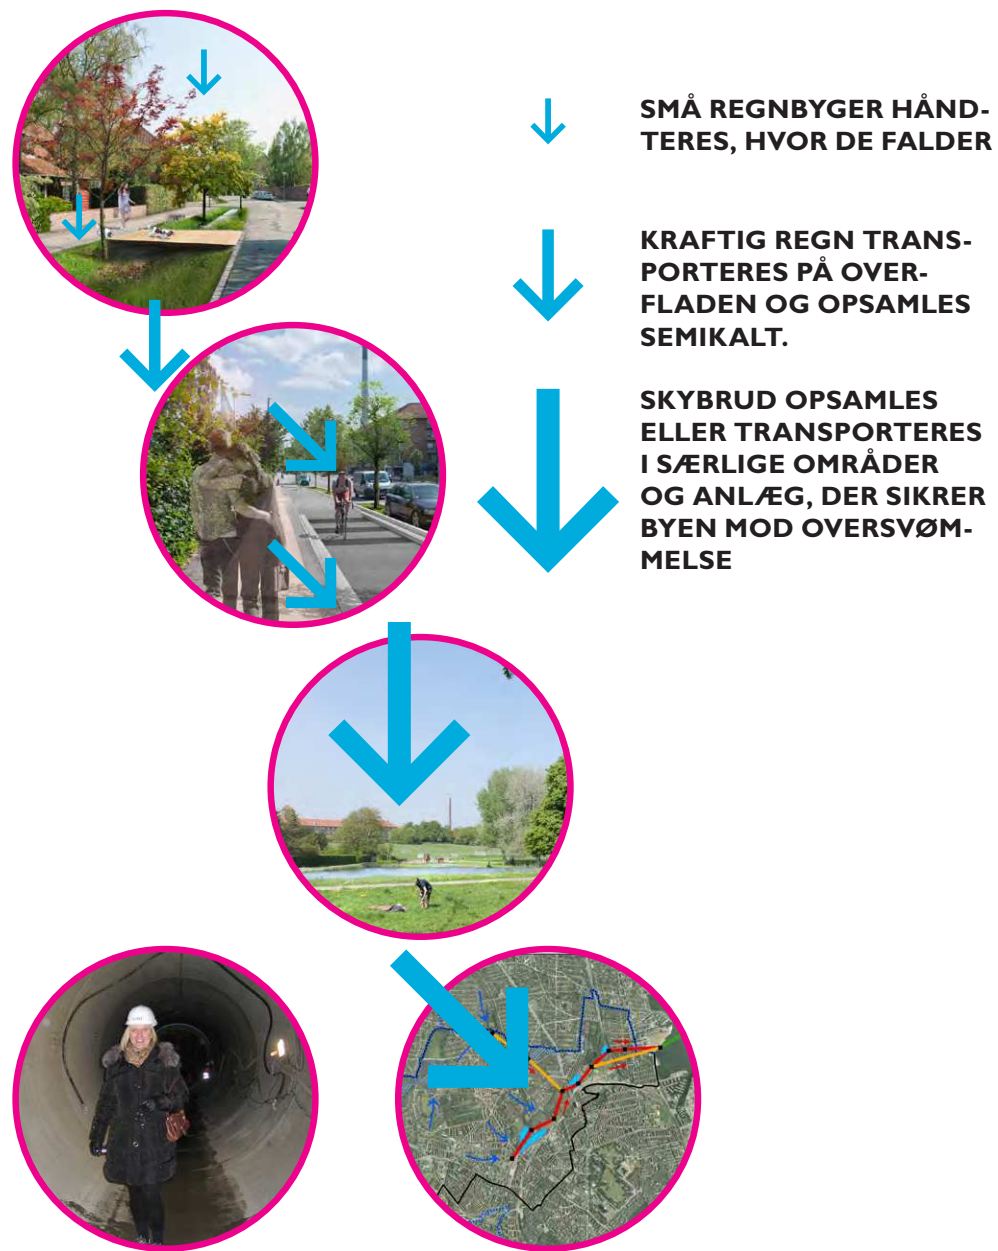 SMÅ REGNBYGER HÅND-
TERES, HVOR DE FALDER
KRAFTIG REGN TRANS-
PORTERES PÅ OVER-
FLADEN OG OPSAMLES
SEMIKALT.
SKYBRUD OPSAMLES
ELLER TRANSPORTERES
I SÆRLIGE OMRÅDER
OG ANLÆG, DER SIKRER
BYEN MOD OVERSVØM-
MELSE